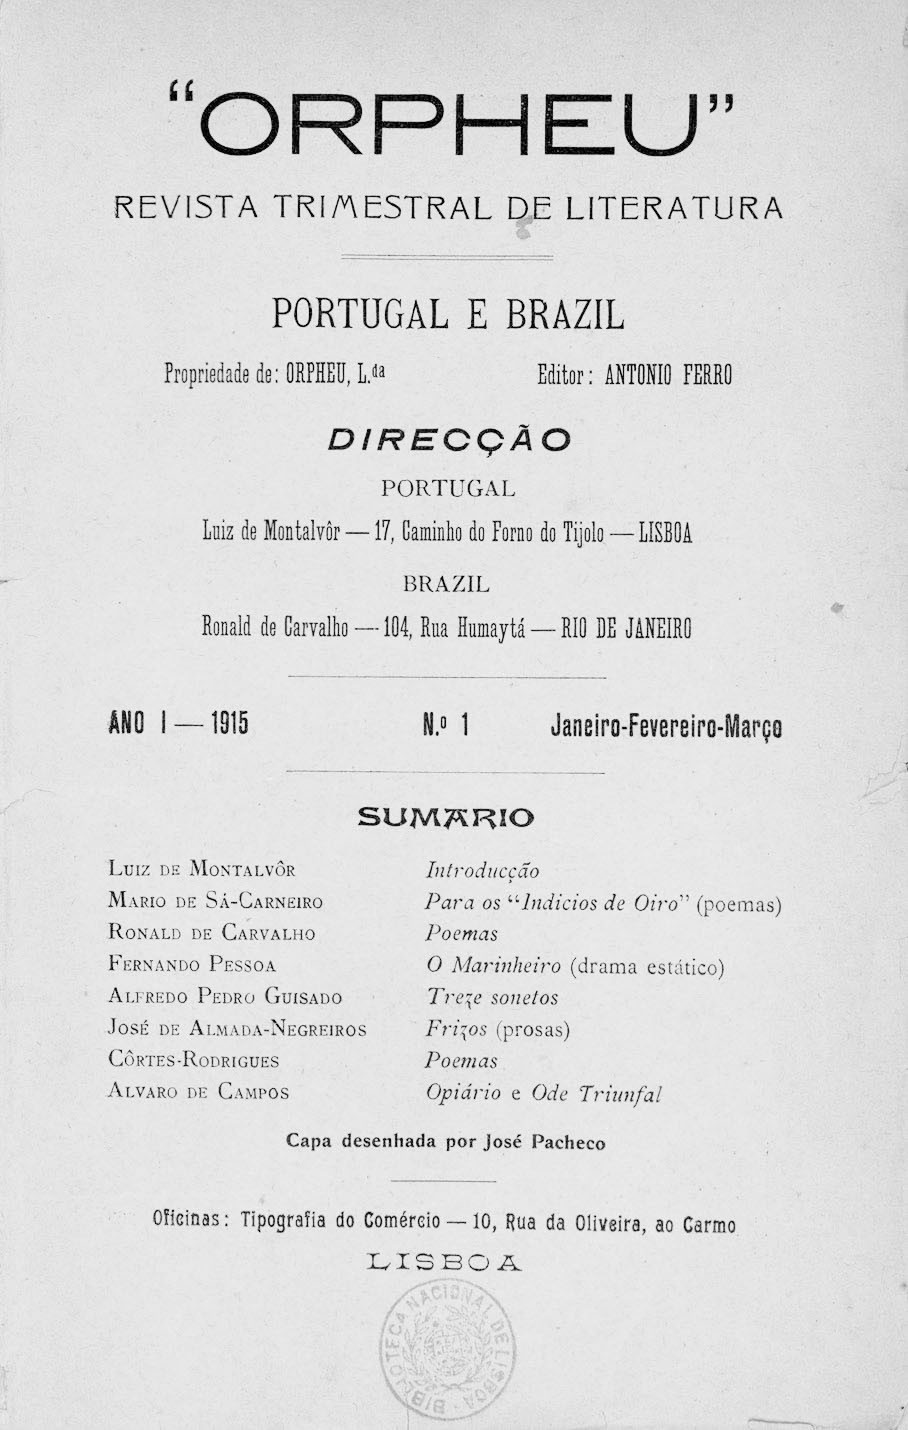 “ORPHEU”
REVISTA TRIMESTRAL DE LITERATURA
PORTUGAL E BRAZIL
Propriedade de: ORPHEU, L.da Editor: ANTONIO FERRO
DIRECÇÃO
PORTUGAL
Luiz de Montalvôr — 17, Caminho do Forno do Tijolo — LISBOA
BRAZIL
Ronald de Carvalho — 104, Rua Humaytá — RIO DE JANEIRO
ANO I — 1915 N.º 1 Janeiro-Fevereiro-Março
SUMARIO
LUIZ DE MONTALVÔR Introducção
MARIO DE SÁ-CARNEIRO Para os “Indicios de Oiro” (poemas)
RONALD DE CARVALHO Poemas
FERNANDO PESSOA O Marinheiro (drama estático)
ALFREDO PEDRO GUISADO Treze sonetos
JOSÉ DE ALMADA-NEGREIROS Frizos (prosas)
CÔRTES-RODRIGUES Poemas
ALVARO DE CAMPOS Opiário e Ode Triunfal
Capa desenhada por José Pacheco
Oficinas: Tipografia do Comércio — 10, Rua da Oliveira, ao Carmo
LISBOA
BIBLIOTECA NACIONAL DE LISBOA